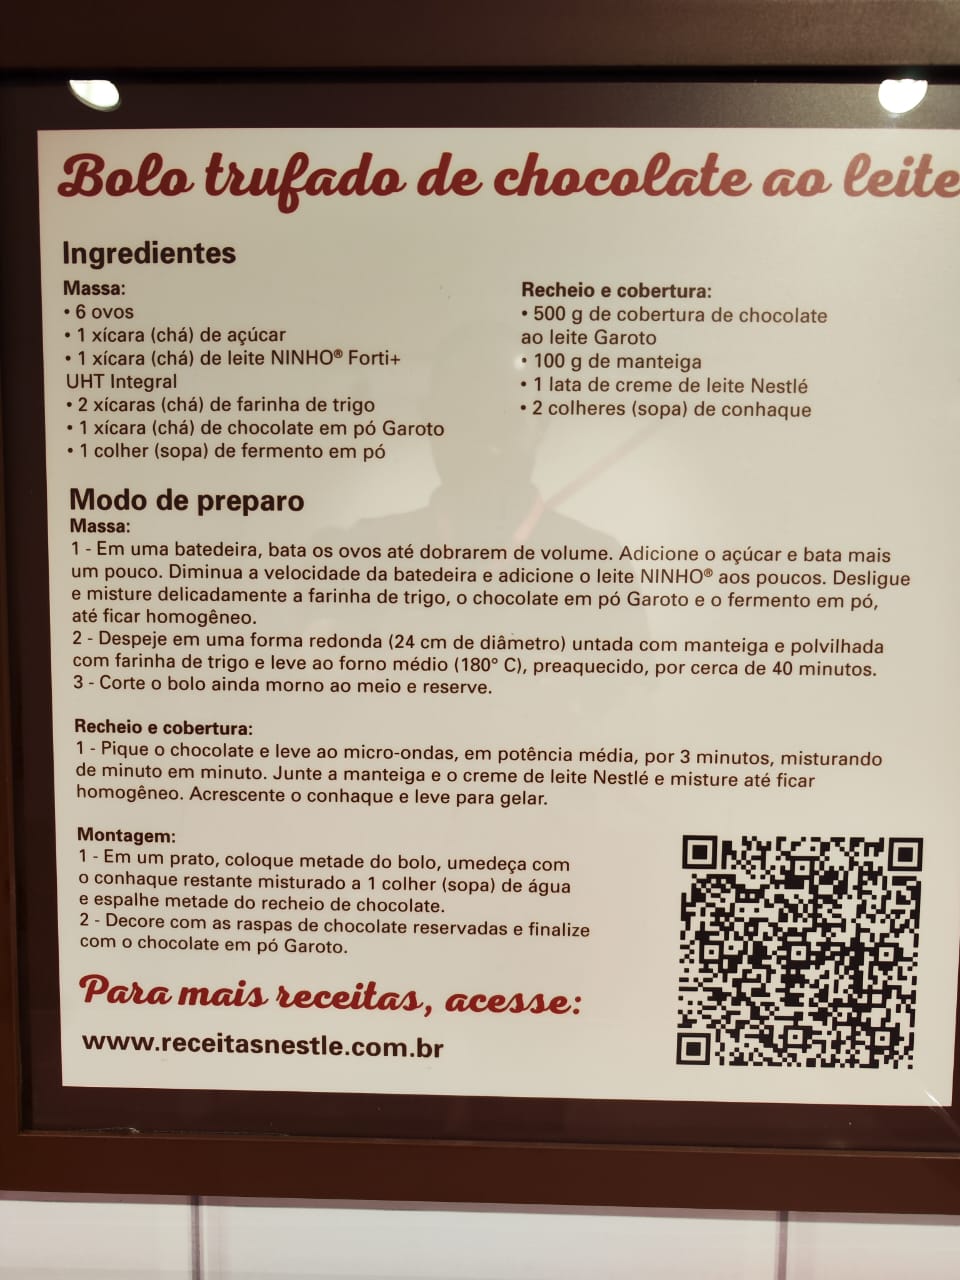 Bolo trufado de chocolate ao leite
Ingredientes
Massa:
• 6 ovos
• 1 xícara (chá) de açúcar
• 1 xícara (chá) de leite NINHO® Forti+
UHT Integral
• 2 xícaras (chá) de farinha de trigo
• 1 xícara (chá) de chocolate em pó Garoto
• 1 colher (sopa) de fermento em pó
Recheio e cobertura:
• 500 g de cobertura de chocolate
ao leite Garoto
• 100 g de manteiga
• 1 lata de creme de leite Nestlé
• 2 colheres (sopa) de conhaque
Modo de preparo
Massa:
1 - Em uma batedeira, bata os ovos até dobrarem de volume. Adicione o açúcar e bata mais
um pouco. Diminua a velocidade da batedeira e adicione o leite NINHO® aos poucos. Desligue
e misture delicadamente a farinha de trigo, o chocolate em pó Garoto e o fermento em pó,
até ficar homogêneo.
2 - Despeje em uma forma redonda (24 cm de diâmetro) untada com manteiga e polvilhada
com farinha de trigo e leve ao forno médio (180° C), preaquecido, por cerca de 40 minutos.
3 - Corte o bolo ainda morno ao meio e reserve.
Recheio e cobertura:
1 - Pique o chocolate e leve ao micro-ondas, em potência média, por 3 minutos, misturando
de minuto em minuto. Junte a manteiga e o creme de leite Nestlé e misture até ficar
homogêneo. Acrescente o conhaque e leve para gelar.
Montagem:
1 - Em um prato, coloque metade do bolo, umedeça com
o conhaque restante misturado a 1 colher (sopa) de água
e espalhe metade do recheio de chocolate.
2 - Decore com as raspas de chocolate reservadas e finalize
com o chocolate em pó Garoto.
Para mais receitas, acesse:
www.receitasnestle.com.br